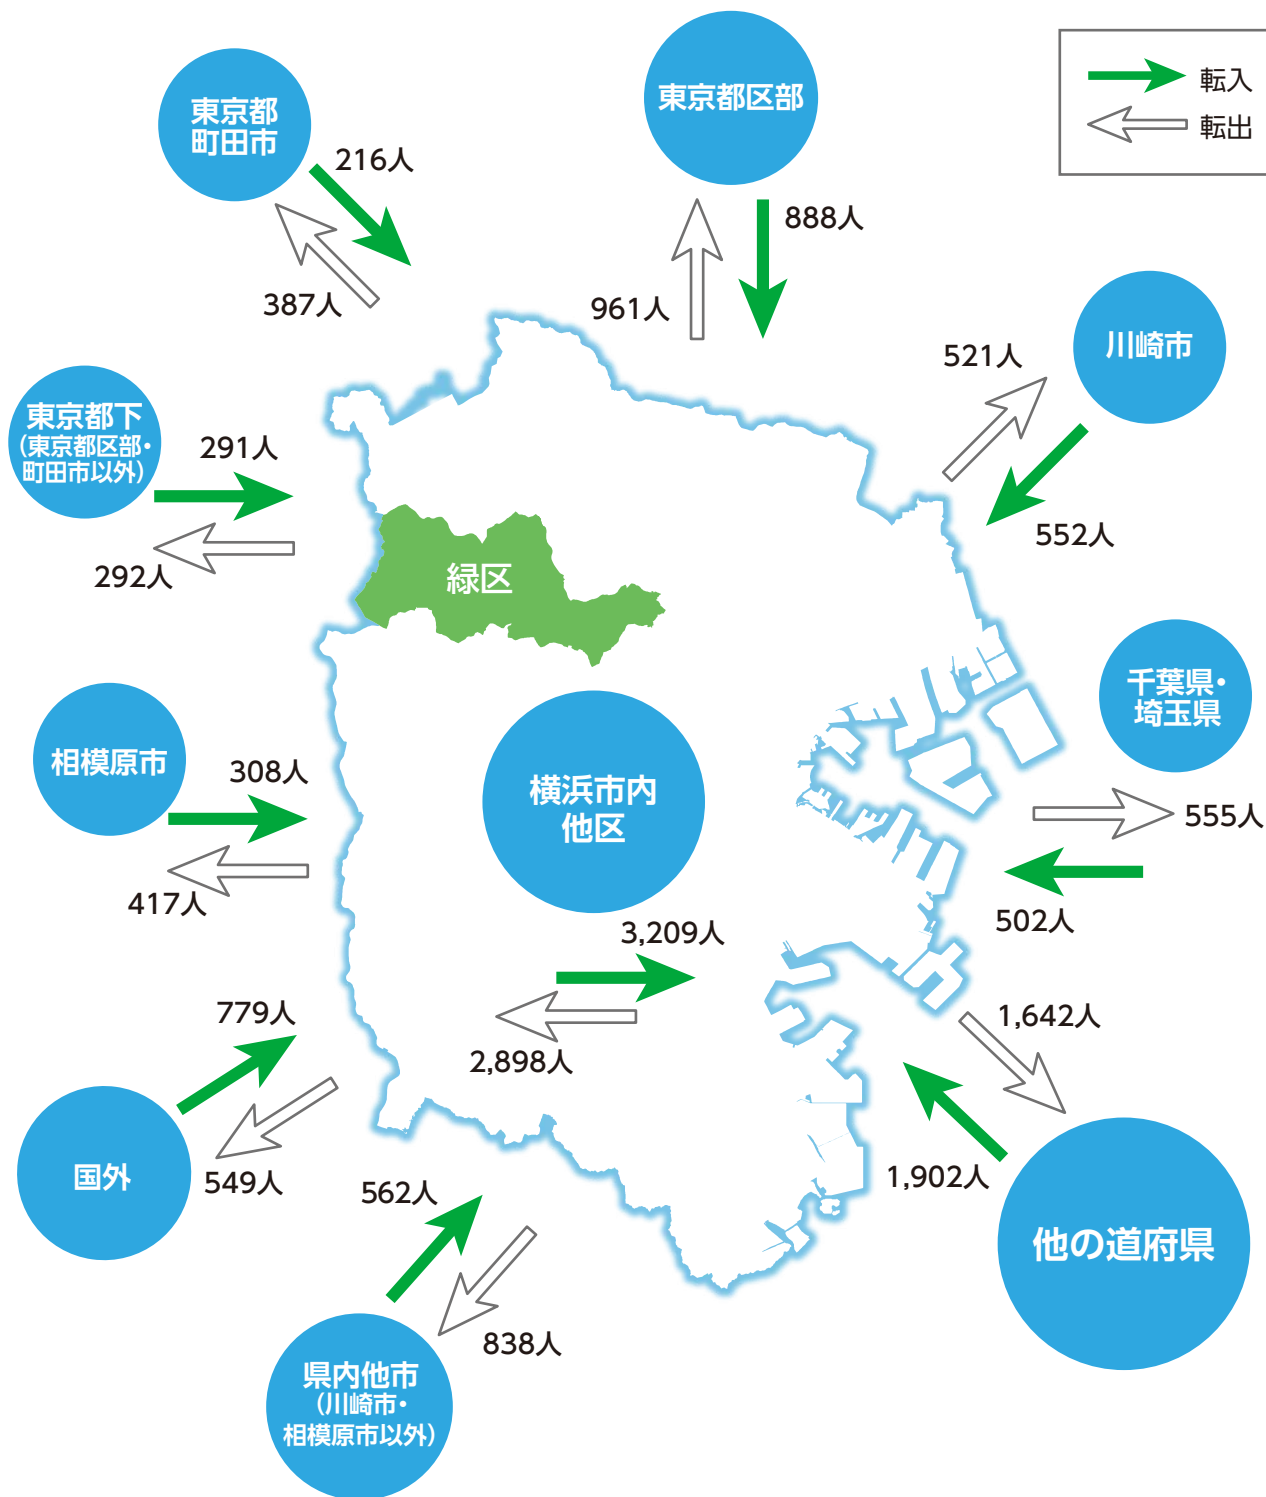 転入
転出
東京都
町田市
216人
387人
東京都区部
888人
961人
川崎市
521人
552人
東京都下
（東京都区部・
町田市以外）
291人
292人
緑区
千葉県・
埼玉県
555人
502人
相模原市
308人
417人
横浜市内
他区
3,209人
2,898人
1,642人
1,902人
他の道府県
779人
549人
国外
562人
838人
県内他市
（川崎市・
相模原市以外）